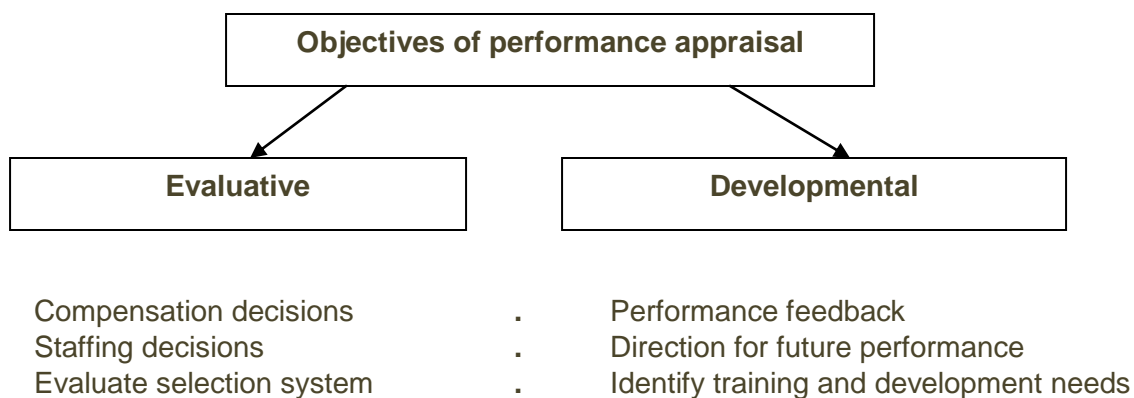 Objectives of performance appraisal
Evaluative
Developmental
Compensation decisions . Performance feedback
Staffing decisions . Direction for future performance
Evaluate selection system . Identify training and development needs